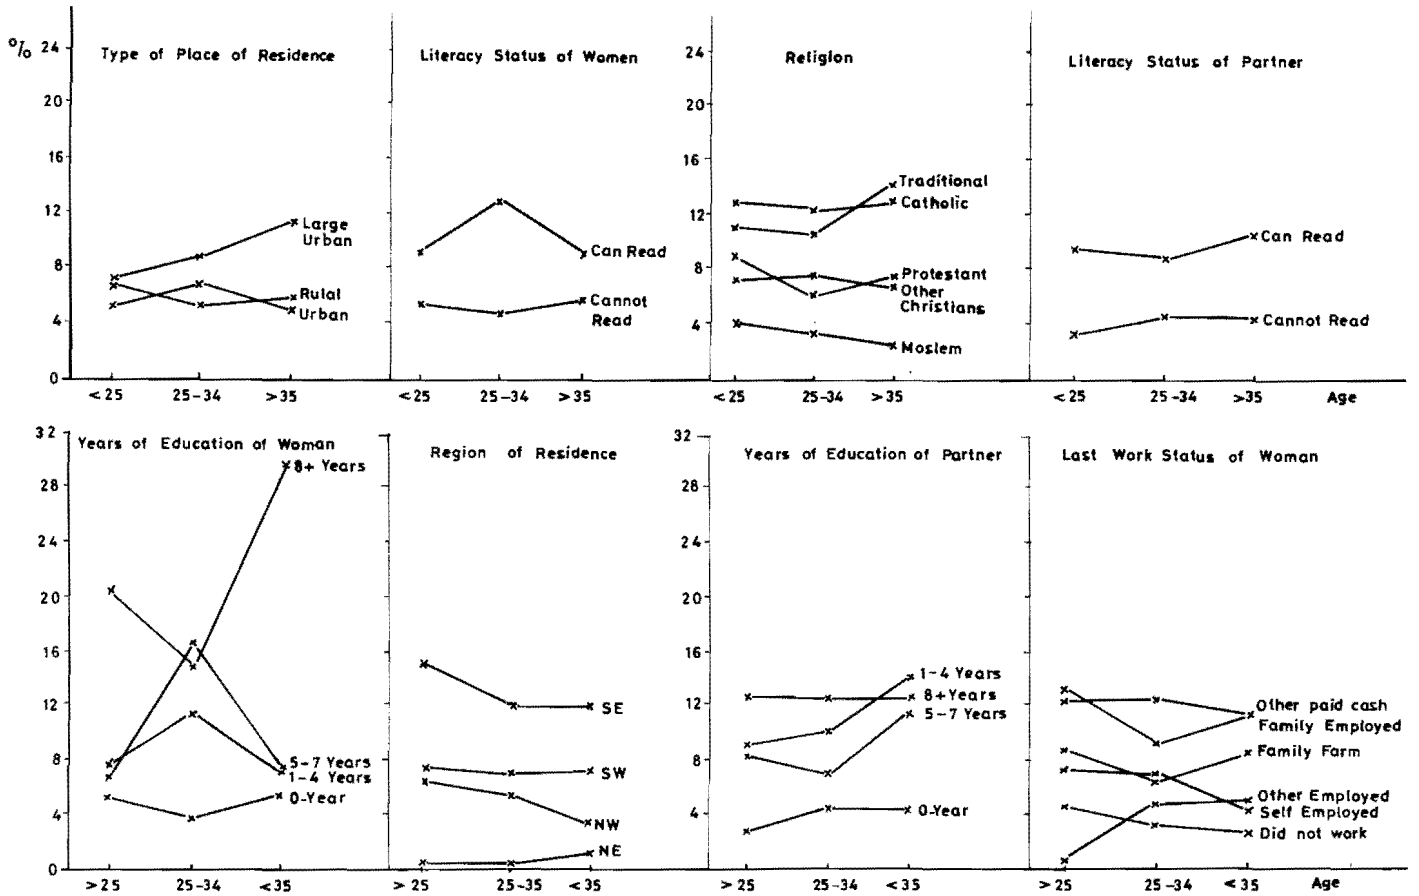 % 24
20
16
12
8
4
0
Type of Place of Residence
Large
Urban
Rulal
Urban
<25 25-34 >35
Literacy Status of Women
Can Read
Cannot
Read
<25 25-34 >35
24
20
16
12
8
4
Religion
Traditional
Catholic
Protestant
Other
Christians
Moslem
<25 25-34 >35
Literacy Status of Partner
Can Read
Cannot Read
<25 25-34 >35 Age
32
28
24
20
16
12
8
4
0
Years of Education of Woman
8+ Years
5-7 Years
1-4 Years
0-Year
>25 25-34 <35
Region of Residence
SE
SW
NW
NE
>25 25-34 <35
32
28
24
20
16
12
8
4
Years of Education of Partner
1-4 Years
8+Years
5-7 Years
0-Year
>25 25-34 <35
Last Work Status of Woman
Other paid cash
Family Employed
Family Farm
Other Employed
Self Employed
Did not work
>25 25-34 <35 Age